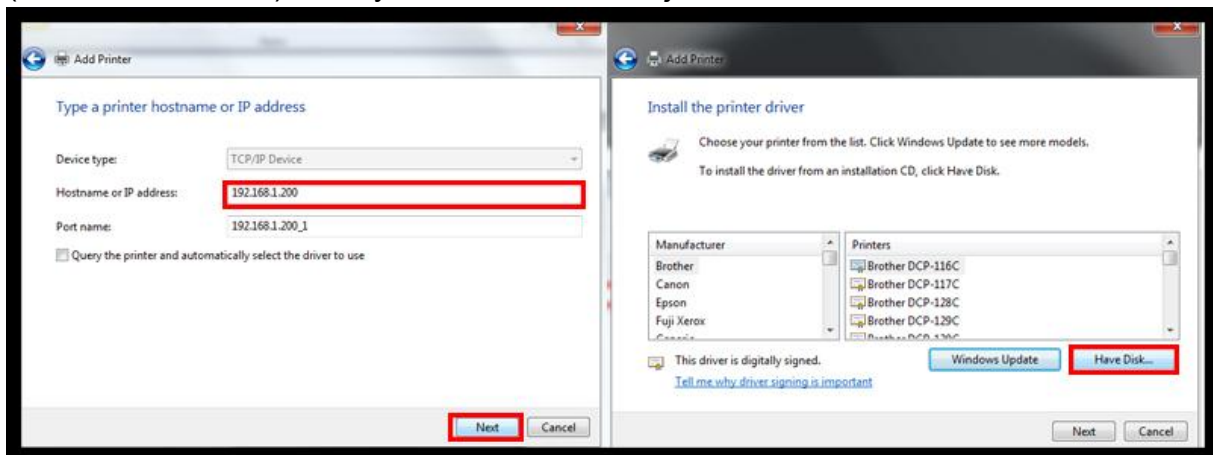 Add Printer
Type a printer hostname or IP address
Device type: TCP/IP Device
Hostname or IP address: 192.168.1.200
Port name: 192.168.1.200_1
Query the printer and automatically select the driver to use
Next Cancel
Add Printer
Install the printer driver
Choose your printer from the list. Click Windows Update to see more models.
To install the driver from an installation CD, click Have Disk.
Manufacturer Printers
Brother Brother DCP-116C
Canon Brother DCP-117C
Epson Brother DCP-128C
Fuji Xerox Brother DCP-129C
This driver is digitally signed. Windows Update Have Disk...
Tell me why driver signing is important
Next Cancel